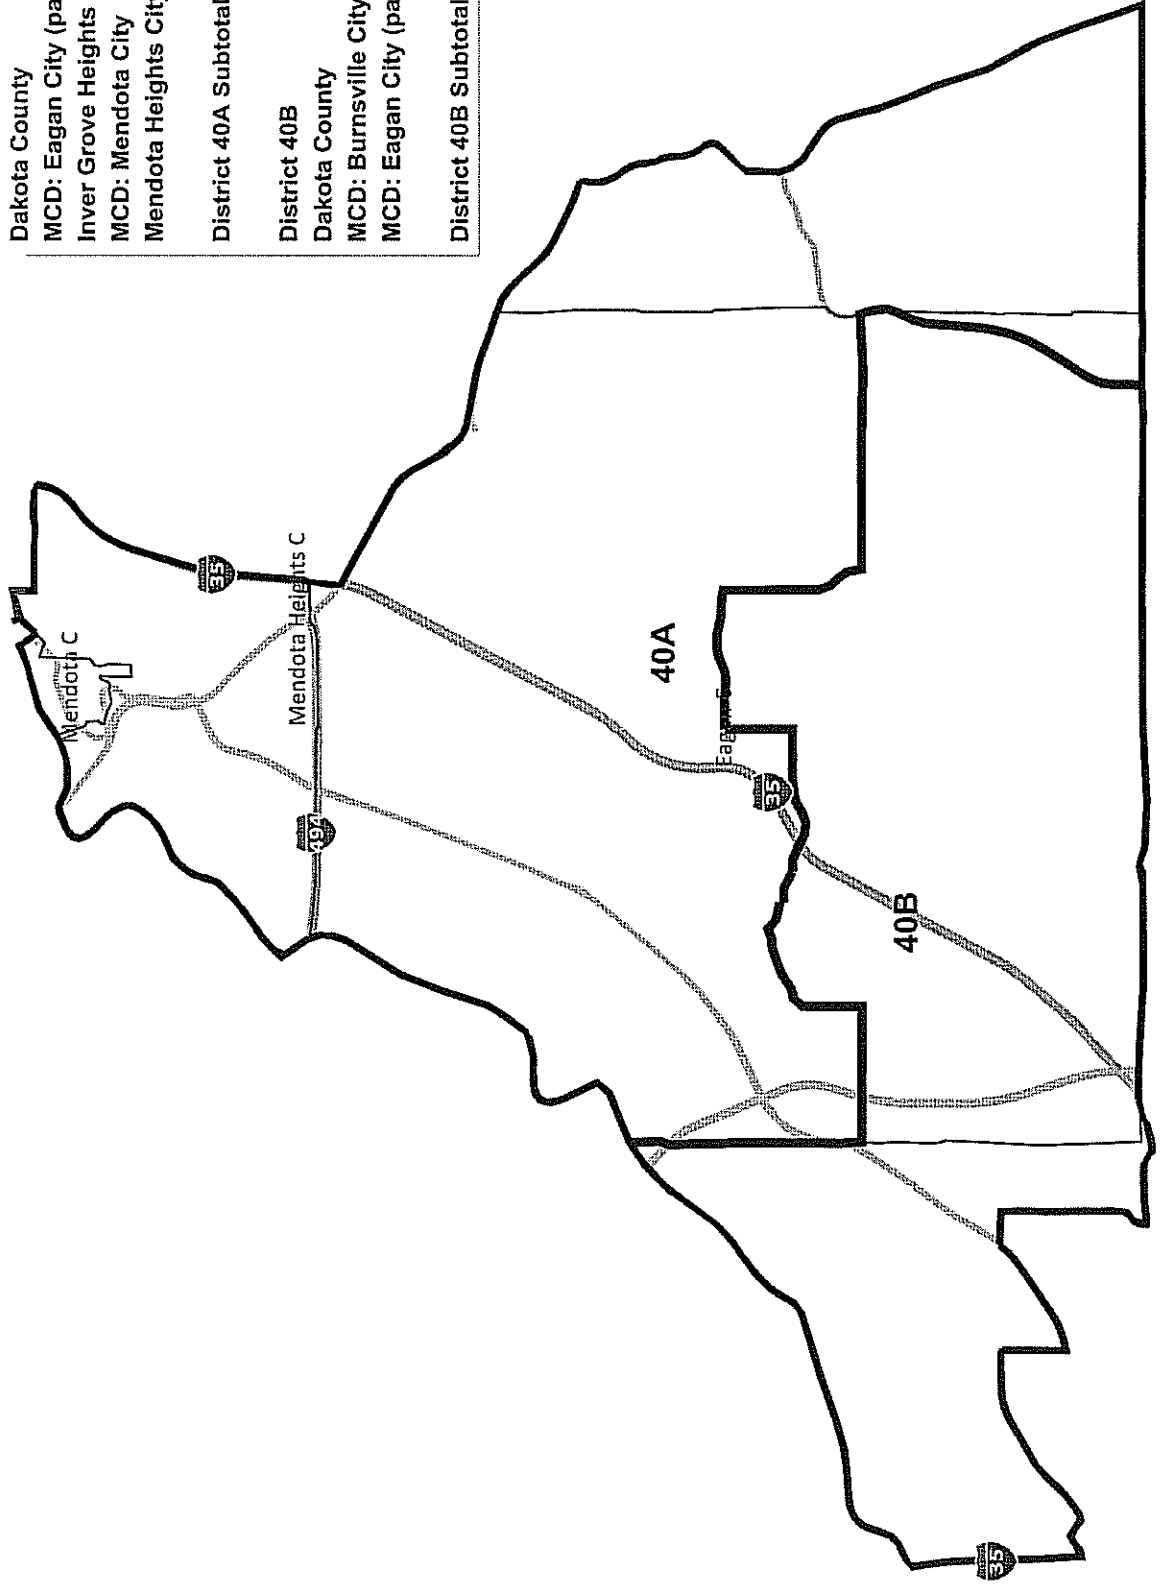 Dakota County
MCD: Eagan City (pa
Inver Grove Heights
MCD: Mendota City
Mendota Heights City
District 40A Subtotal
District 40B
Dakota County
MCD: Burnsville City
MCD: Eagan City (pa
District 40B Subtotal
Mendota C
35
Mendota Heights C
494
40A
Eagan
35
40B
35